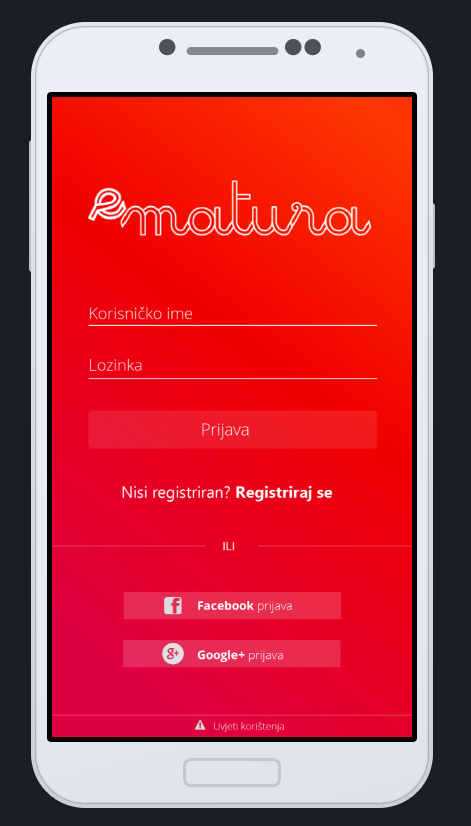 ematura
Korisničko ime
Lozinka
Prijava
Nisi registriran? Registriraj se
ILI
Facebook prijava
Google+ prijava
Uvjeti korištenja